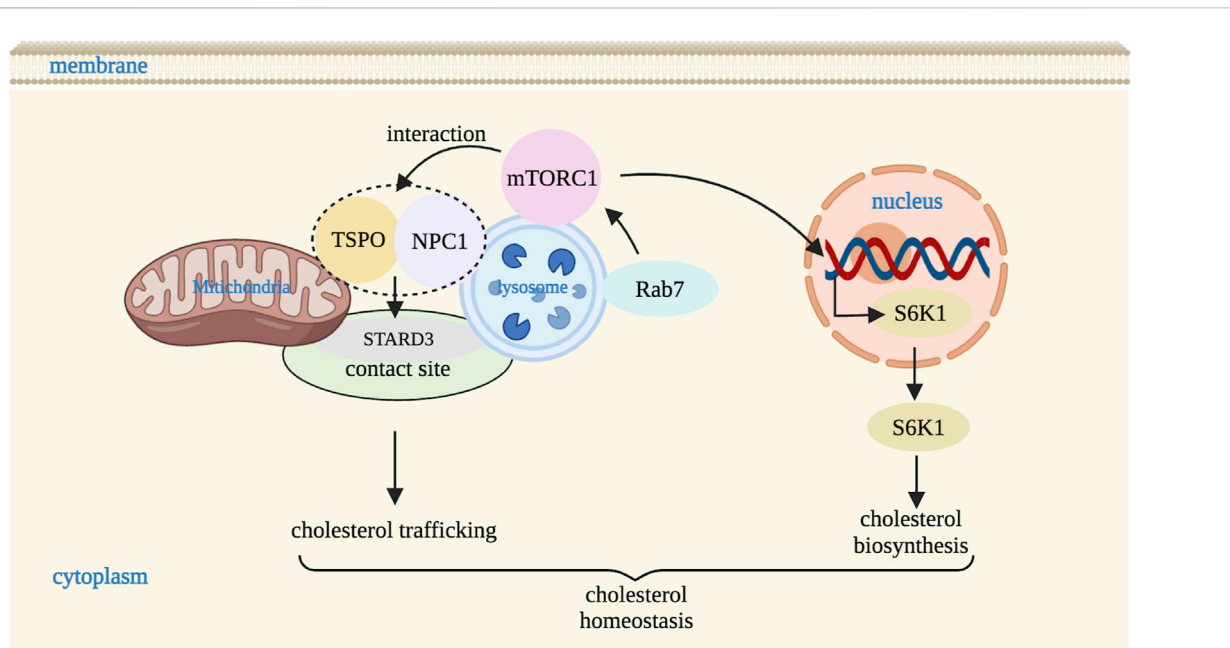 membrane
interaction
mTORC1
nucleus
TSPO
NPC1
Mitichondria
lysosome
Rab7
S6K1
STARD3
contact site
S6K1
cholesterol trafficking
cholesterol
biosynthesis
cytoplasm
cholesterol
homeostasis